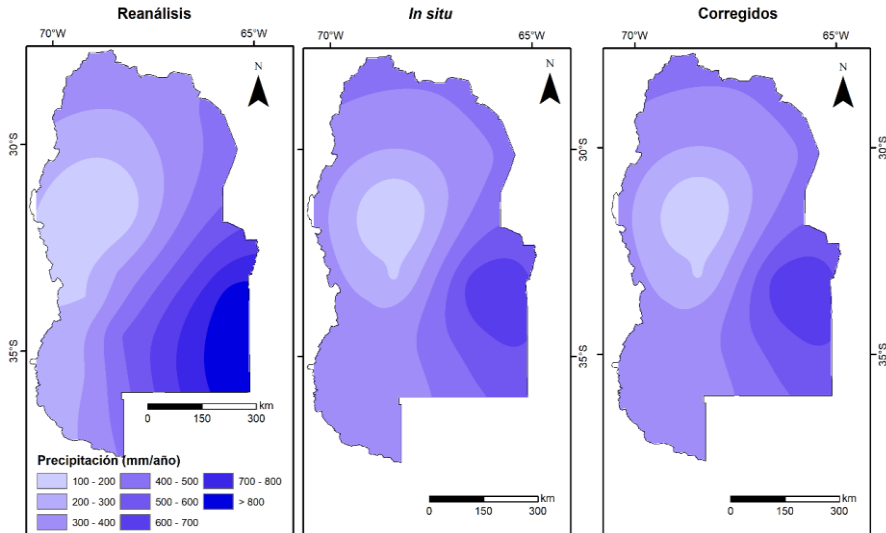 Reanálisis
In situ
Corregidos
70°W
65°W
65°W
70°W
65°W
N
N
N
30°S
30°S
30°S
35°S
35°S
35°S
km
0 150 300
km
0 150 300
km
0 150 300
Precipitación (mm/año)
100 - 200
400 - 500
700 - 800
200 - 300
500 - 600
> 800
300 - 400
600 - 700